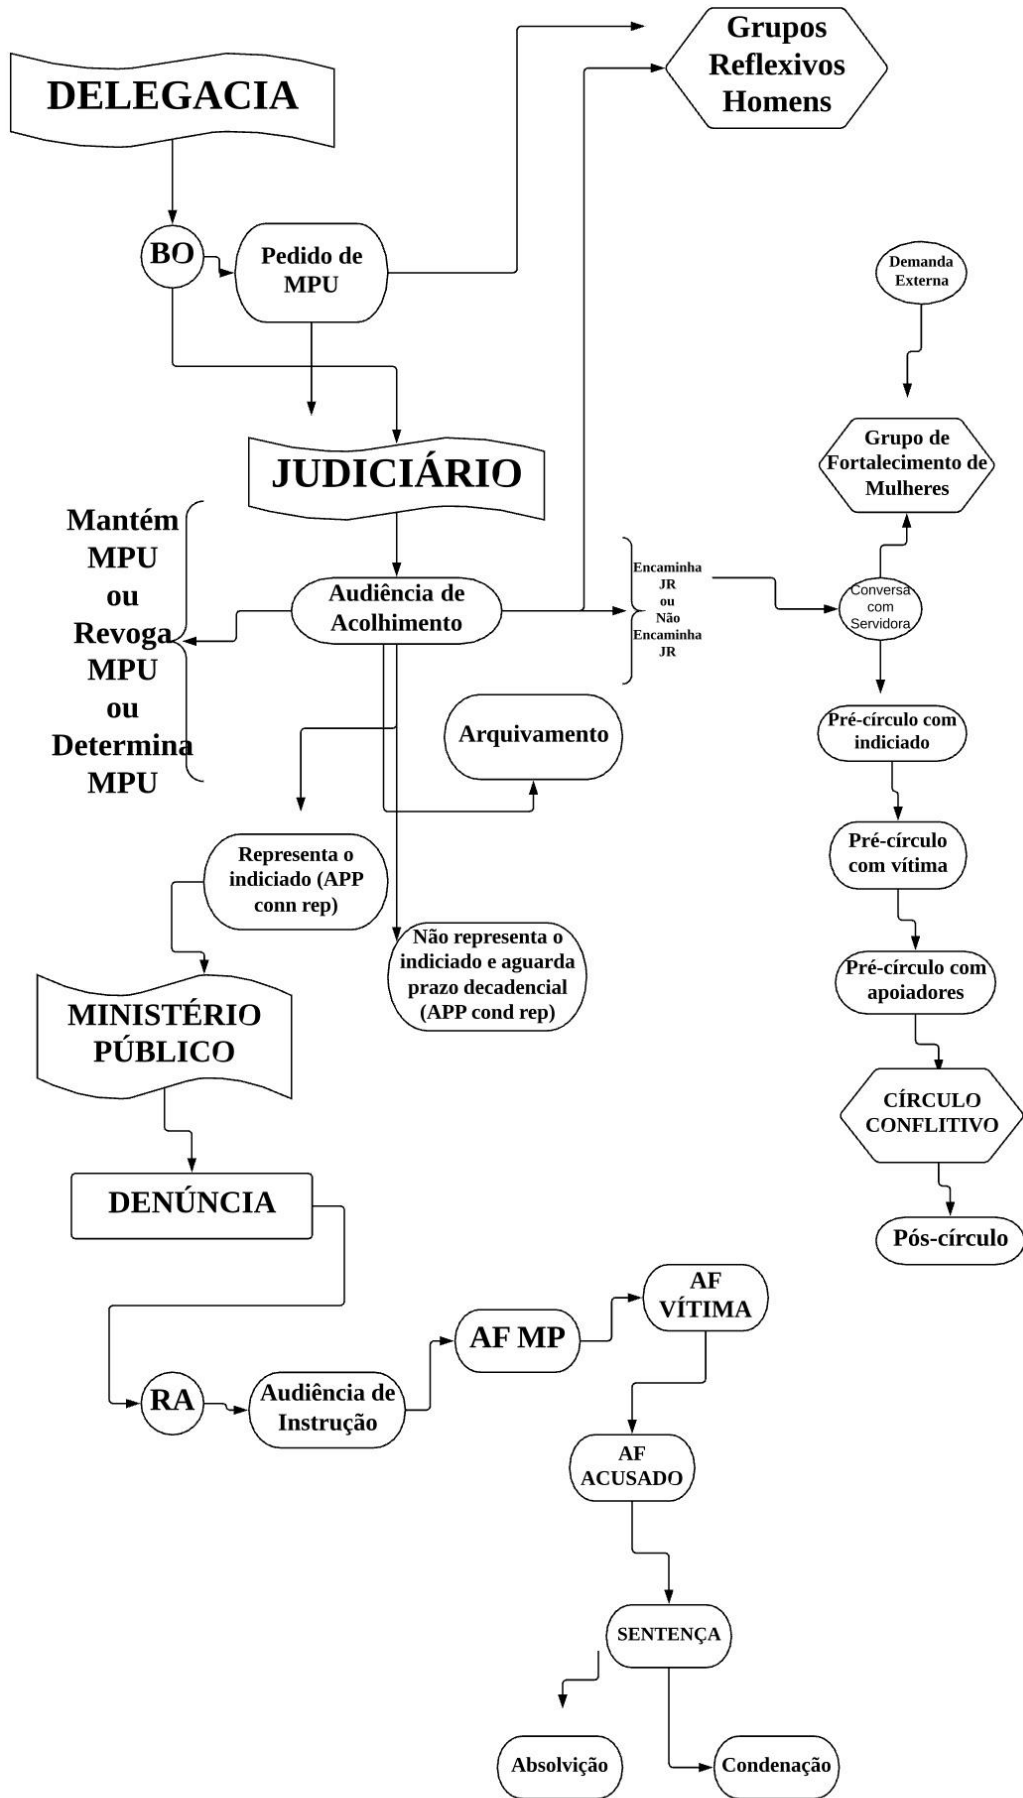 Grupos
Reflexivos
Homens
DELEGACIA
BO
Pedido de
MPU
Demanda
Externa
Grupo de
Fortalecimento de
Mulheres
JUDICIÁRIO
Mantém
MPU
ou
Revoga
MPU
ou
Determina
MPU
Audiência de
Acolhimento
Encaminha
JR
ou
Não
Encaminha
JR
Conversa
com
Servidora
Pré-círculo com
indiciado
Arquivamento
Pré-círculo
com vítima
Representa o
indiciado (APP
conn rep)
Não representa o
indiciado e aguarda
prazo decadencial
(APP cond rep)
Pré-círculo com
apoiadores
MINISTÉRIO
PÚBLICO
CÍRCULO
CONFLITIVO
DENÚNCIA
Pós-círculo
AF
VÍTIMA
AF MP
RA
Audiência de
Instrução
AF
ACUSADO
SENTENÇA
Absolvição
Condenação